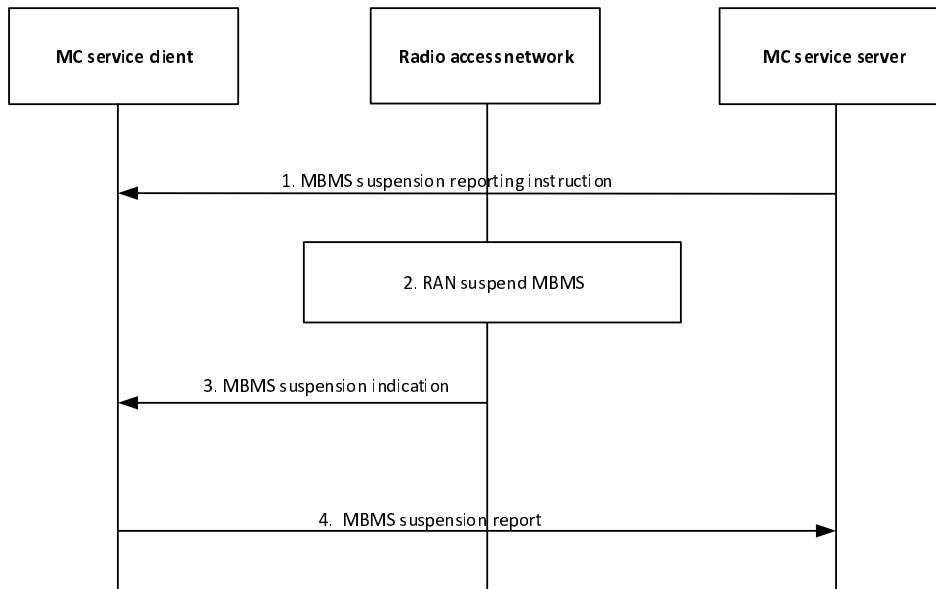 MC service client
Radio access network
MC service server
1. MBMS suspension reporting instruction
2. RAN suspend MBMS
3. MBMS suspension indication
4. MBMS suspension report